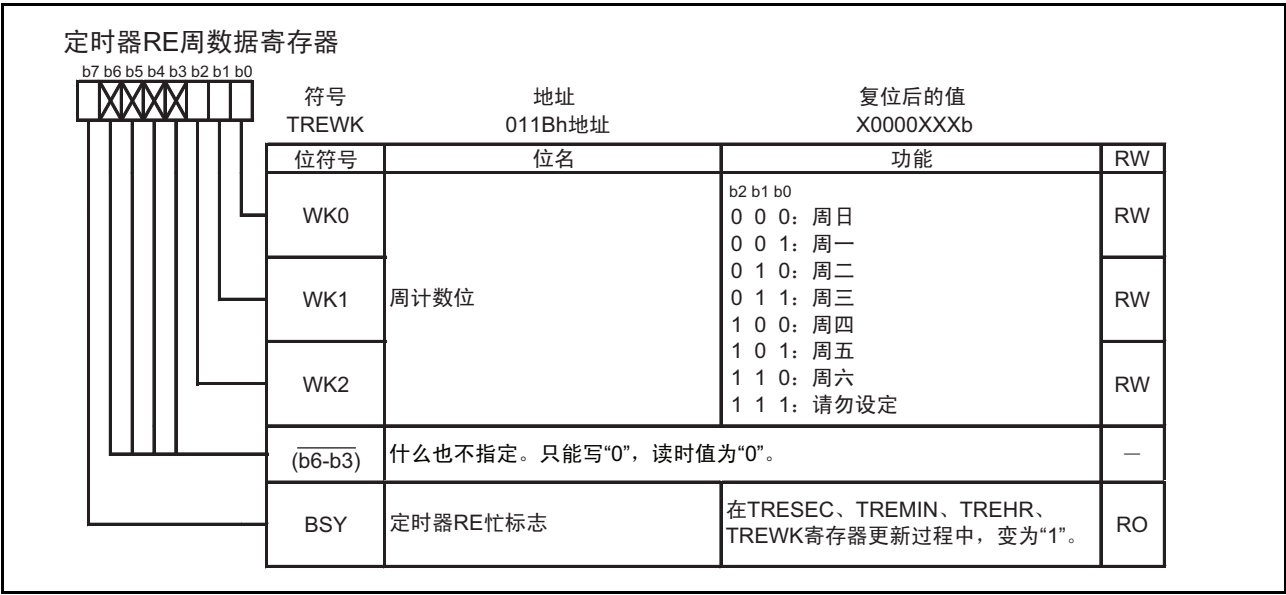 定时器RE周数据寄存器
b7 b6 b5 b4 b3 b2 b1 b0
符号 地址 复位后的值
TREWK 011Bh地址 X0000XXXb
位符号 位名 功能 RW
WK0 RW
WK1 周计数位 RW
WK2 RW
b2 b1 b0
0 0 0：周日
0 0 1：周一
0 1 0：周二
0 1 1：周三
1 0 0：周四
1 0 1：周五
1 1 0：周六
1 1 1：请勿设定
(b6-b3) 什么也不指定。只能写“0”，读时值为“0”。 —
BSY 定时器RE忙标志 在TRESEC、TREMIN、TREHR、
TREWK寄存器更新过程中，变为“1”。 RO